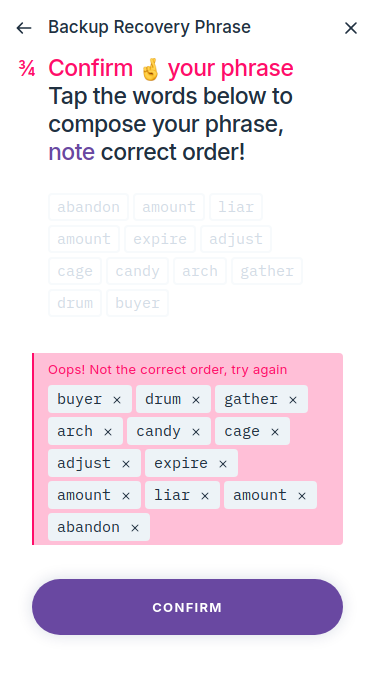 Backup Recovery Phrase
¾ Confirm 🤞 your phrase
Tap the words below to
compose your phrase,
note correct order!
abandon amount liar
amount expire adjust
cage candy arch gather
drum buyer
Oops! Not the correct order, try again
buyer × drum × gather ×
arch × candy × cage ×
adjust × expire ×
amount × liar × amount ×
abandon ×
CONFIRM